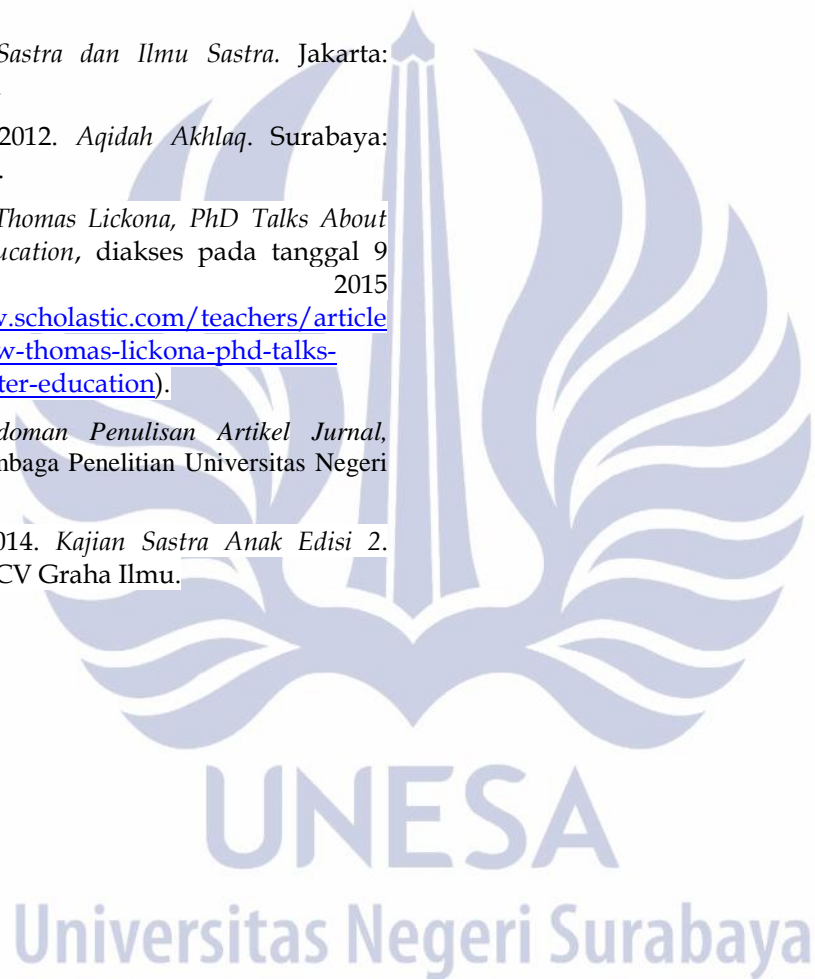 Sastra dan Ilmu Sastra. Jakarta:
2012. Aqidah Akhlaq. Surabaya:
Thomas Lickona, PhD Talks About
ucation, diakses pada tanggal 9
2015
w.scholastic.com/teachers/article
w-thomas-lickona-phd-talks-
ter-education).
doman Penulisan Artikel Jurnal,
mbaga Penelitian Universitas Negeri
014. Kajian Sastra Anak Edisi 2.
CV Graha Ilmu.
UNESA
Universitas Negeri Surabaya